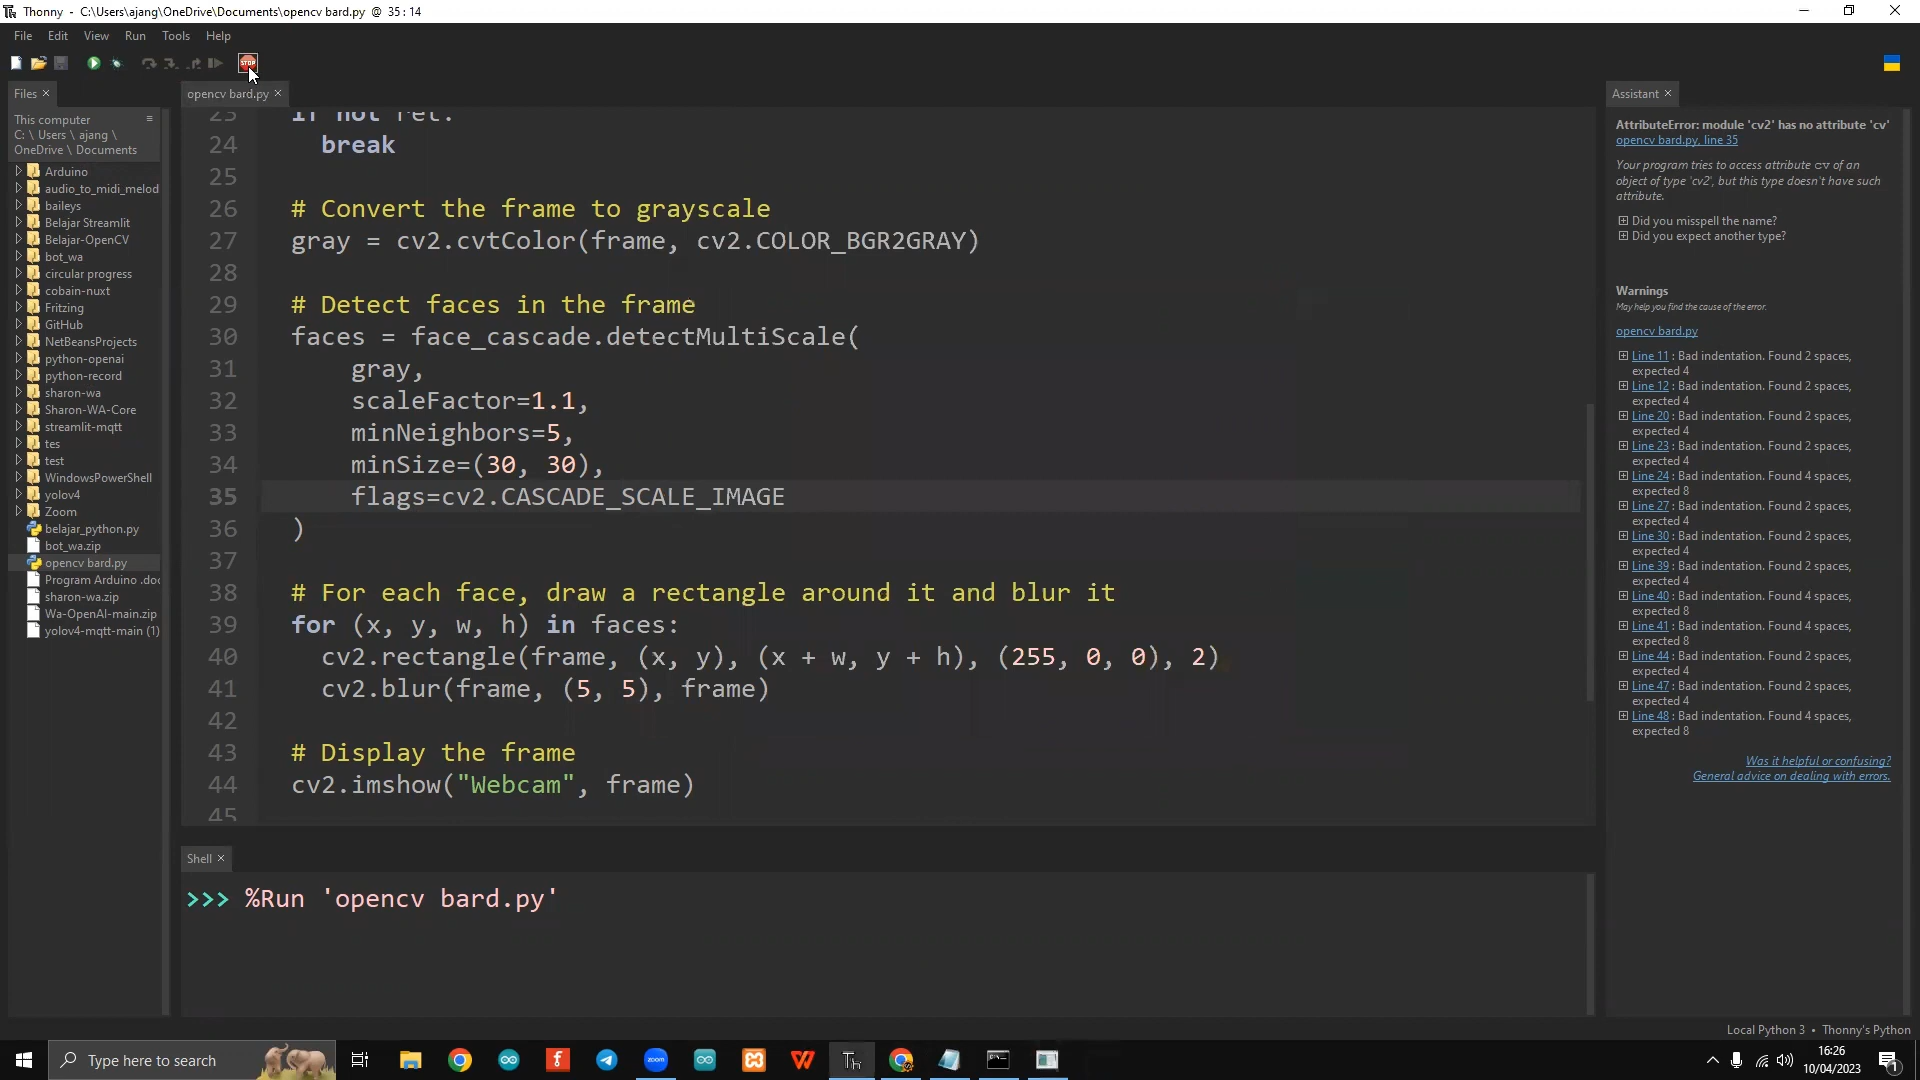 Thonny - C:\Users\ajang\OneDrive\Documents\opencv bard.py @ 35 : 14
File Edit View Run Tools Help
STOP
Files
This computer
C: \ Users \ ajang \
OneDrive \ Documents
Arduino
audio_to_midi_melod
baileys
Belajar Streamlit
Belajar-OpenCV
bot_wa
circular progress
cobain-nuxt
Fritzing
GitHub
NetBeansProjects
python-openai
python-record
sharon-wa
Sharon-WA-Core
streamlit-mqtt
tes
test
WindowsPowerShell
yolov4
Zoom
belajar_python.py
bot_wa.zip
opencv bard.py
Program Arduino .doc
sharon-wa.zip
Wa-OpenAI-main.zip
yolov4-mqtt-main (1)
opencv bard.py
23 if not ret:
24 break
25
26 # Convert the frame to grayscale
27 gray = cv2.cvtColor(frame, cv2.COLOR_BGR2GRAY)
28
29 # Detect faces in the frame
30 faces = face_cascade.detectMultiScale(
31 gray,
32 scaleFactor=1.1,
33 minNeighbors=5,
34 minSize=(30, 30),
35 flags=cv2.CASCADE_SCALE_IMAGE
36 )
37
38 # For each face, draw a rectangle around it and blur it
39 for (x, y, w, h) in faces:
40 cv2.rectangle(frame, (x, y), (x + w, y + h), (255, 0, 0), 2)
41 cv2.blur(frame, (5, 5), frame)
42
43 # Display the frame
44 cv2.imshow("Webcam", frame)
45
Shell
>>> %Run 'opencv bard.py'
Assistant
AttributeError: module 'cv2' has no attribute 'cv'
opencv bard.py, line 35
Your program tries to access attribute cv of an
object of type 'cv2', but this type doesn't have such
attribute.
Did you misspell the name?
Did you expect another type?
Warnings
May help you find the cause of the error.
opencv bard.py
Line 11 : Bad indentation. Found 2 spaces,
expected 4
Line 12 : Bad indentation. Found 2 spaces,
expected 4
Line 20 : Bad indentation. Found 2 spaces,
expected 4
Line 23 : Bad indentation. Found 2 spaces,
expected 4
Line 24 : Bad indentation. Found 4 spaces,
expected 8
Line 27 : Bad indentation. Found 2 spaces,
expected 4
Line 30 : Bad indentation. Found 2 spaces,
expected 4
Line 39 : Bad indentation. Found 2 spaces,
expected 4
Line 40 : Bad indentation. Found 4 spaces,
expected 8
Line 41 : Bad indentation. Found 4 spaces,
expected 8
Line 44 : Bad indentation. Found 2 spaces,
expected 4
Line 47 : Bad indentation. Found 2 spaces,
expected 4
Line 48 : Bad indentation. Found 4 spaces,
expected 8
Was it helpful or confusing?
General advice on dealing with errors.
Local Python 3 • Thonny's Python
Type here to search
zoom
Th
16:26
10/04/2023
1